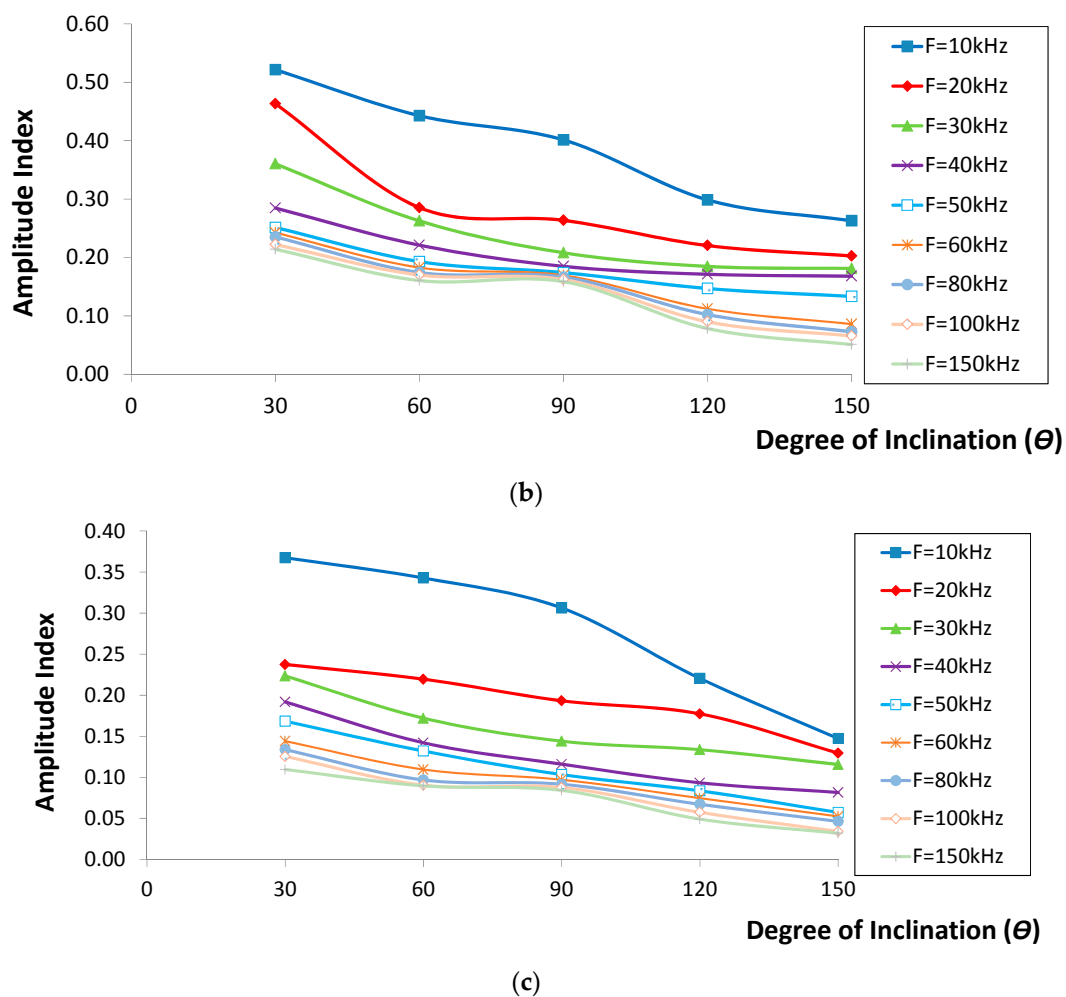 0.60
0.50
0.40
0.30
0.20
0.10
0.00
Amplitude Index
0 30 60 90 120 150
Degree of Inclination (Ө)
F=10kHz
F=20kHz
F=30kHz
F=40kHz
F=50kHz
F=60kHz
F=80kHz
F=100kHz
F=150kHz
(b)
0.40
0.35
0.30
0.25
0.20
0.15
0.10
0.05
0.00
Amplitude Index
0 30 60 90 120 150
Degree of Inclination (Ө)
F=10kHz
F=20kHz
F=30kHz
F=40kHz
F=50kHz
F=60kHz
F=80kHz
F=100kHz
F=150kHz
(c)